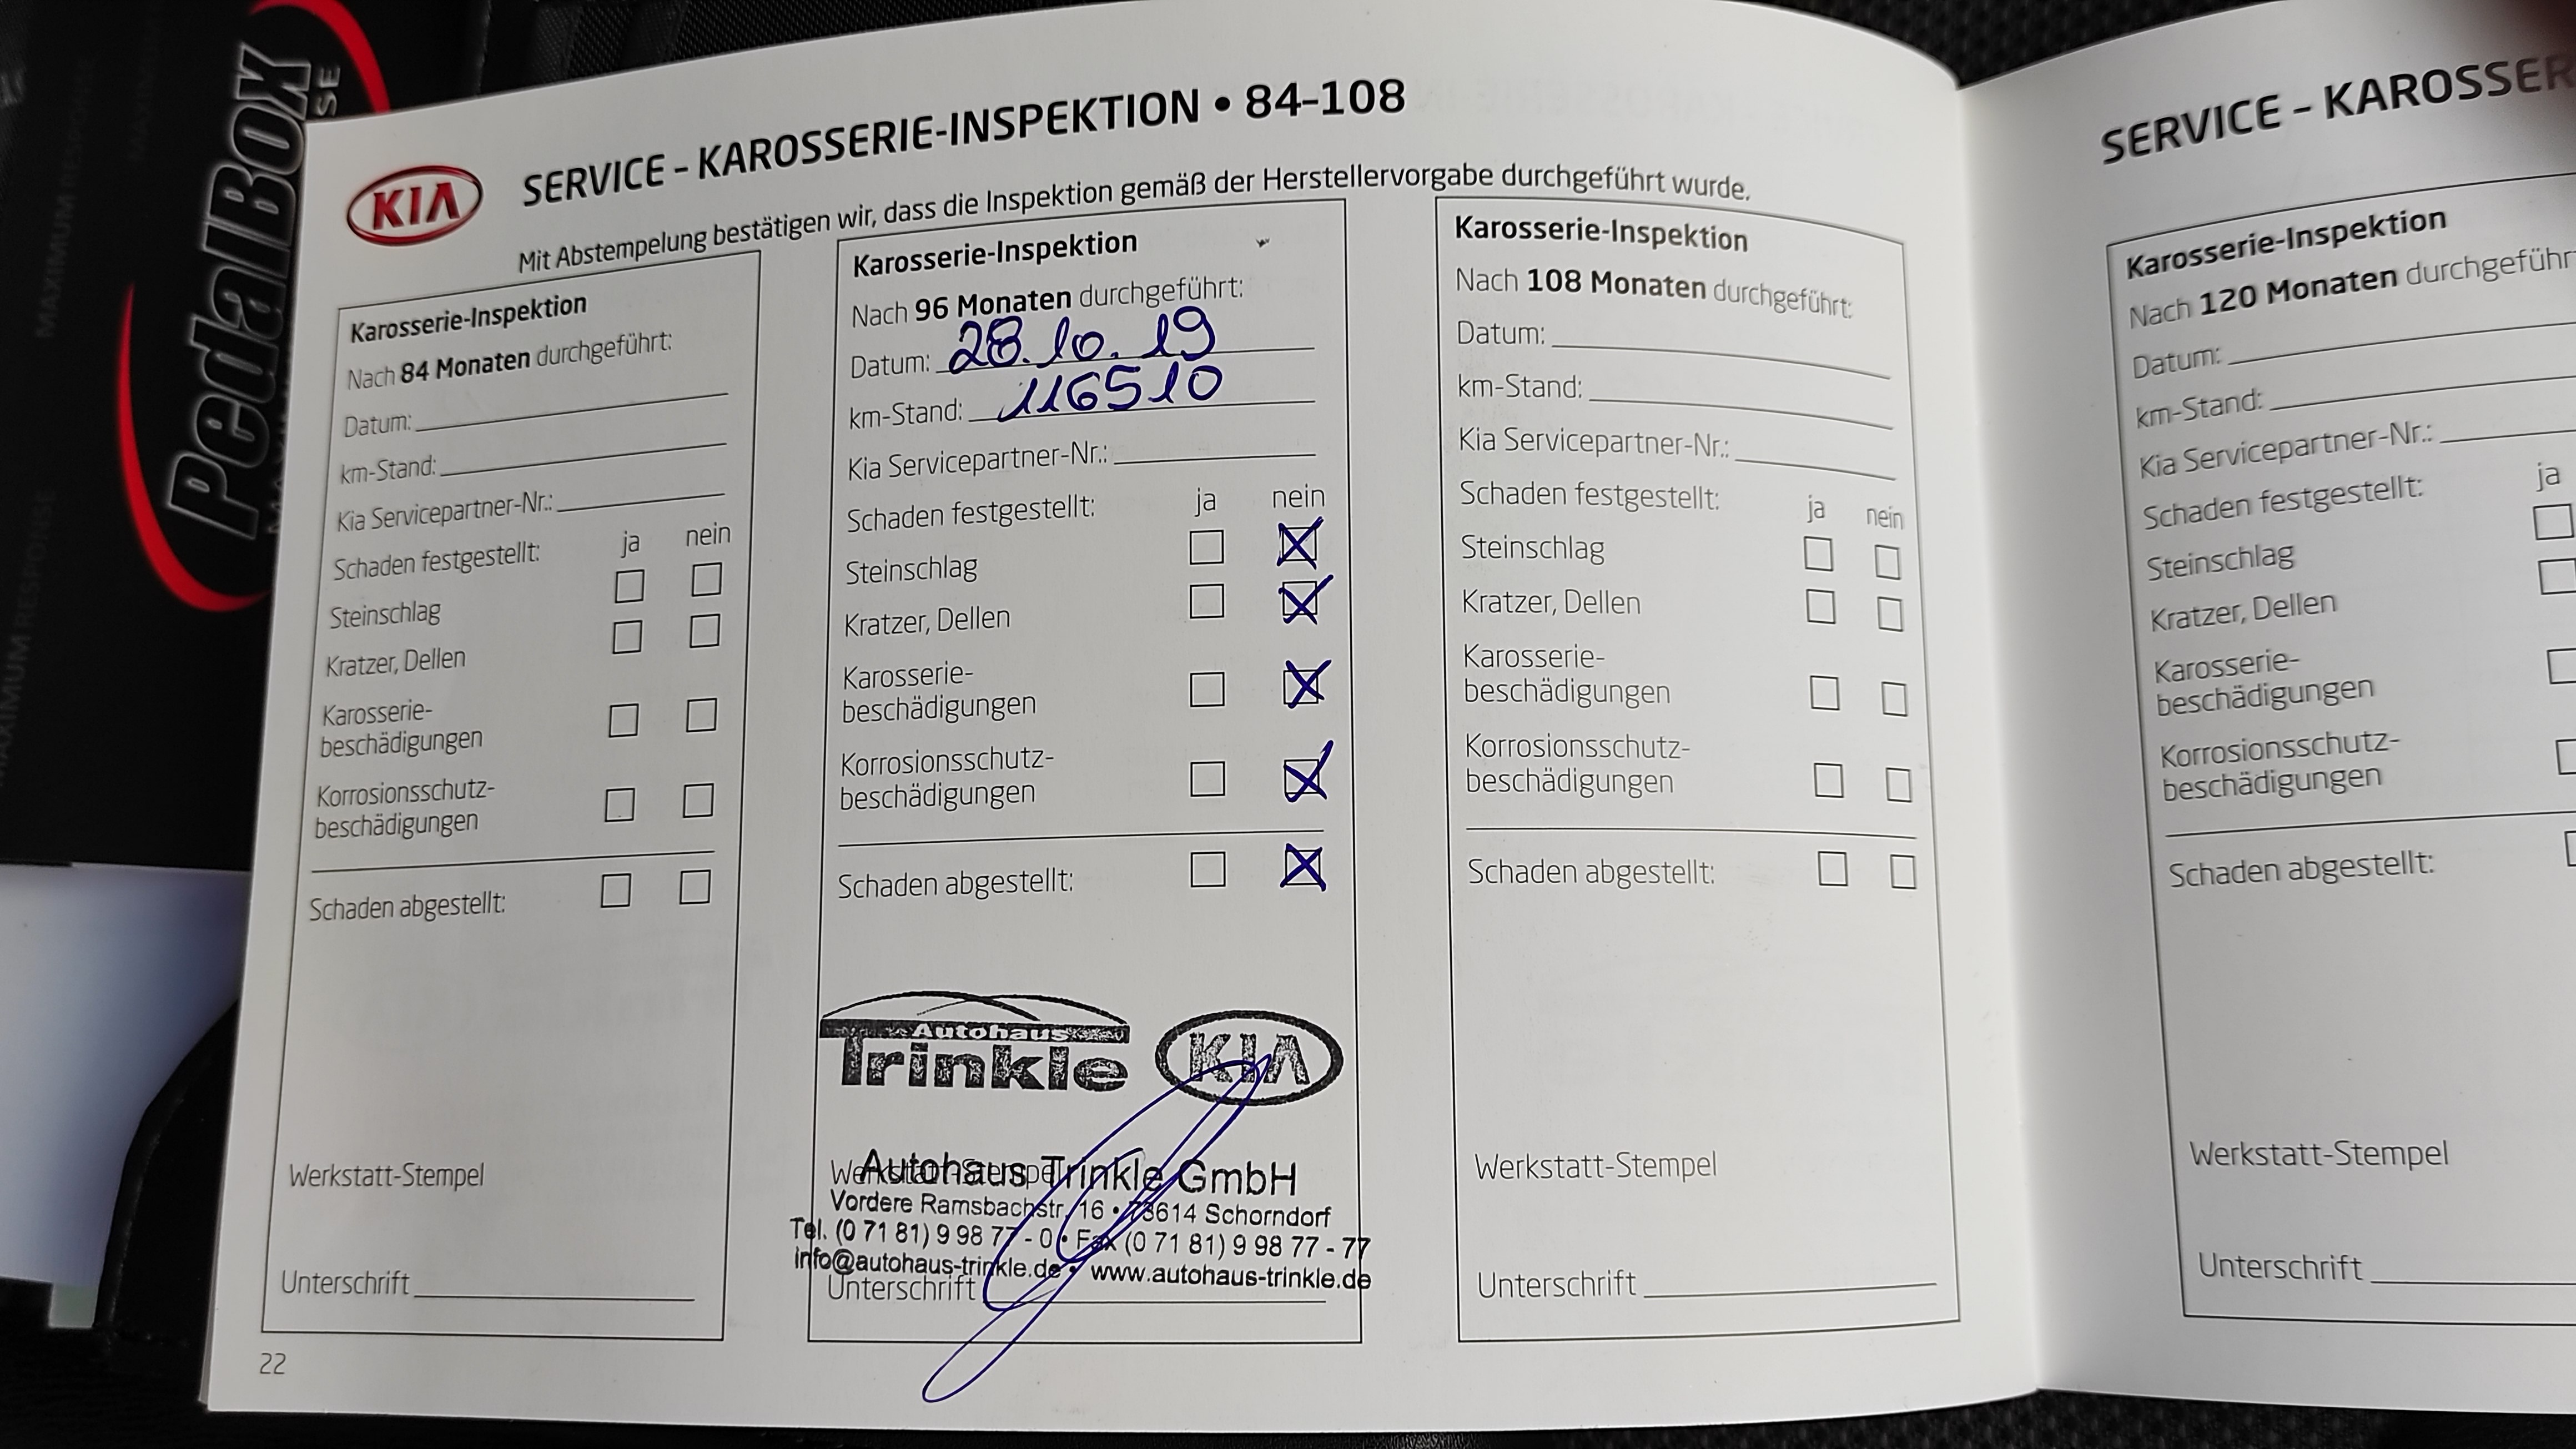 PedalBox
MAXIMUM RESPONSE
KIA
SERVICE – KAROSSERIE-INSPEKTION • 84–108
Mit Abstempelung bestätigen wir, dass die Inspektion gemäß der Herstellervorgabe durchgeführt wurde.
Karosserie-Inspektion
Nach 84 Monaten durchgeführt:
Datum:
km-Stand:
Kia Servicepartner-Nr.:
Schaden festgestellt: ja nein
Steinschlag
Kratzer, Dellen
Karosserie-
beschädigungen
Korrosionsschutz-
beschädigungen
Schaden abgestellt:
Werkstatt-Stempel
Unterschrift
22
Karosserie-Inspektion
Nach 96 Monaten durchgeführt:
Datum: 28.10.19
km-Stand: 116510
Kia Servicepartner-Nr.:
Schaden festgestellt: ja nein
Steinschlag
Kratzer, Dellen
Karosserie-
beschädigungen
Korrosionsschutz-
beschädigungen
Schaden abgestellt:
Autohaus
Trinkle KIA
Werkstatt-Stempel
Autohaus Trinkle GmbH
Vordere Ramsbachstr. 16 • 73614 Schorndorf
Tel. (0 71 81) 9 98 77 - 0 • Fax (0 71 81) 9 98 77 - 77
info@autohaus-trinkle.de • www.autohaus-trinkle.de
Unterschrift
Karosserie-Inspektion
Nach 108 Monaten durchgeführt:
Datum:
km-Stand:
Kia Servicepartner-Nr.:
Schaden festgestellt: ja nein
Steinschlag
Kratzer, Dellen
Karosserie-
beschädigungen
Korrosionsschutz-
beschädigungen
Schaden abgestellt:
Werkstatt-Stempel
Unterschrift
SERVICE – KAROSSER
Karosserie-Inspektion
Nach 120 Monaten durchgeführ
Datum:
km-Stand:
Kia Servicepartner-Nr.:
Schaden festgestellt: ja
Steinschlag
Kratzer, Dellen
Karosserie-
beschädigungen
Korrosionsschutz-
beschädigungen
Schaden abgestellt:
Werkstatt-Stempel
Unterschrift